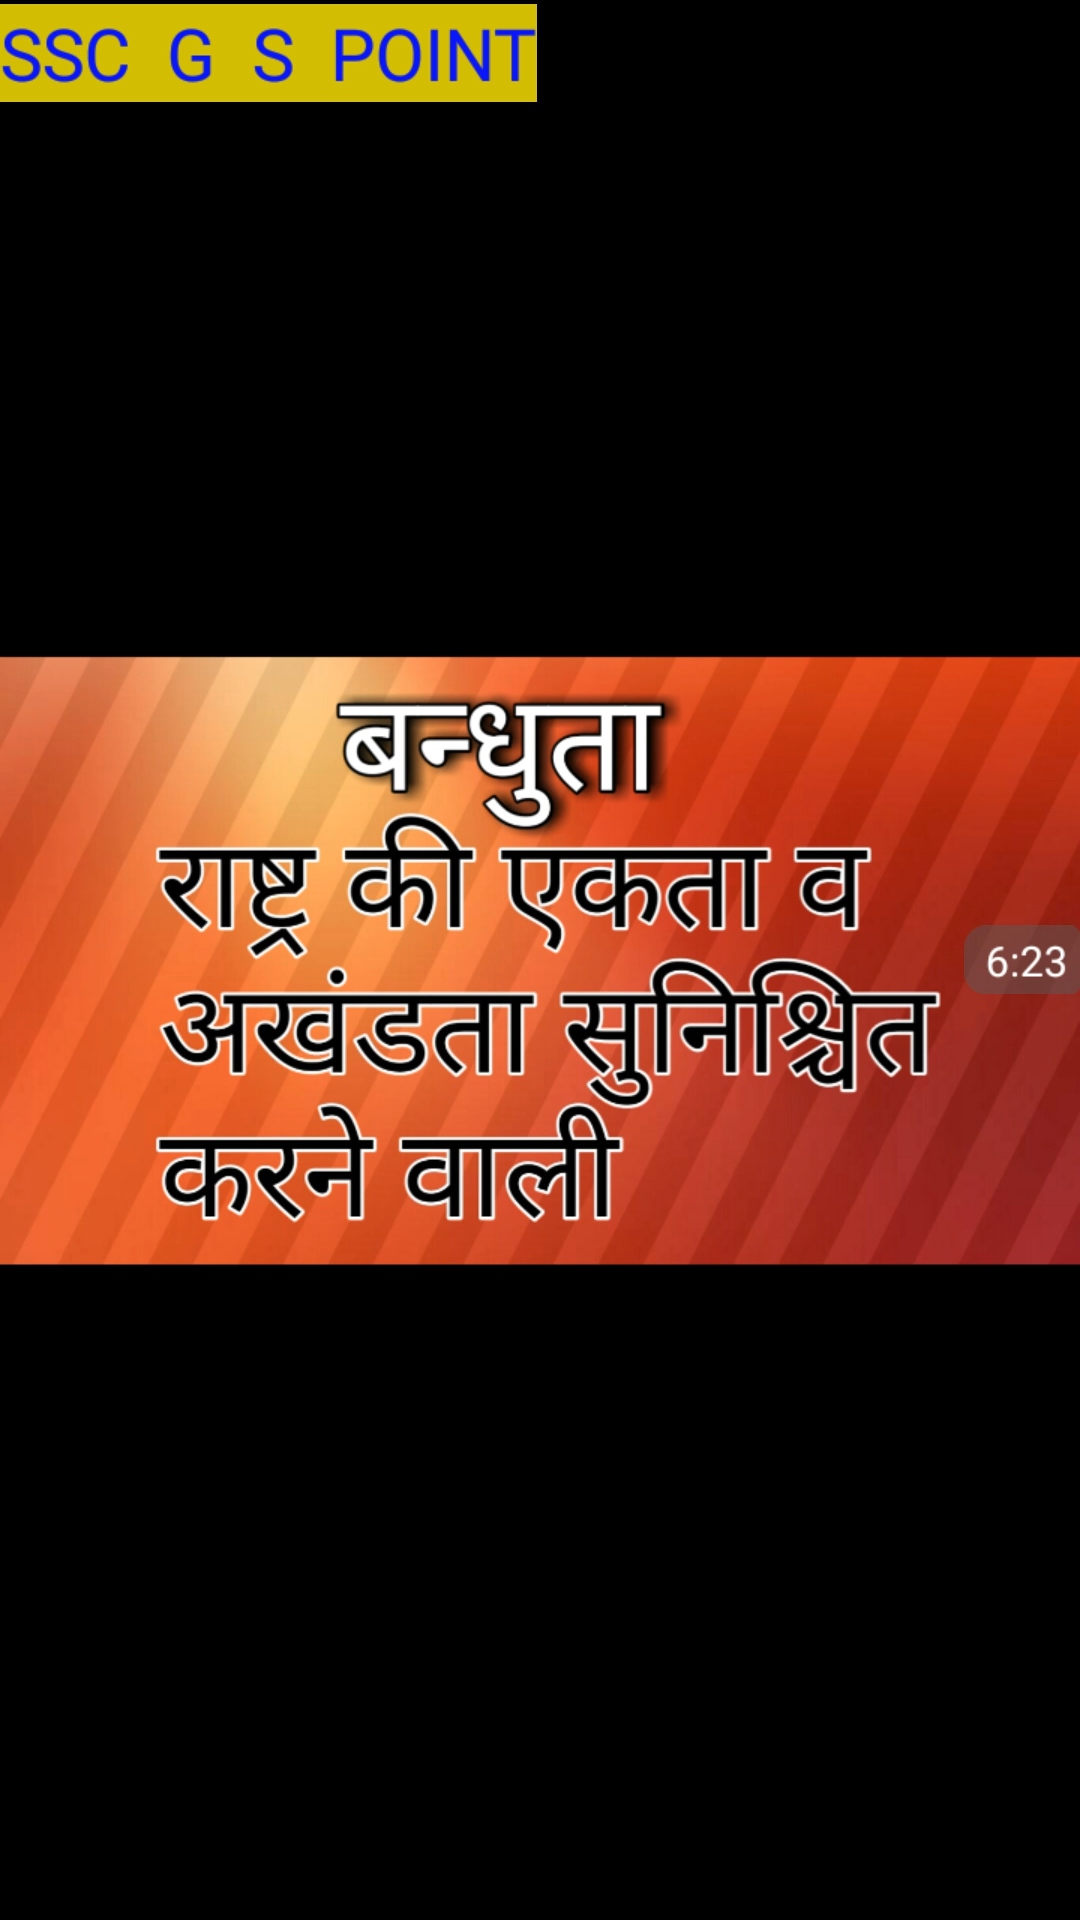 SSC G S POINT
बन्धुता
राष्ट्र की एकता व
6:23
अखंडता सुनिश्चित
करने वाली